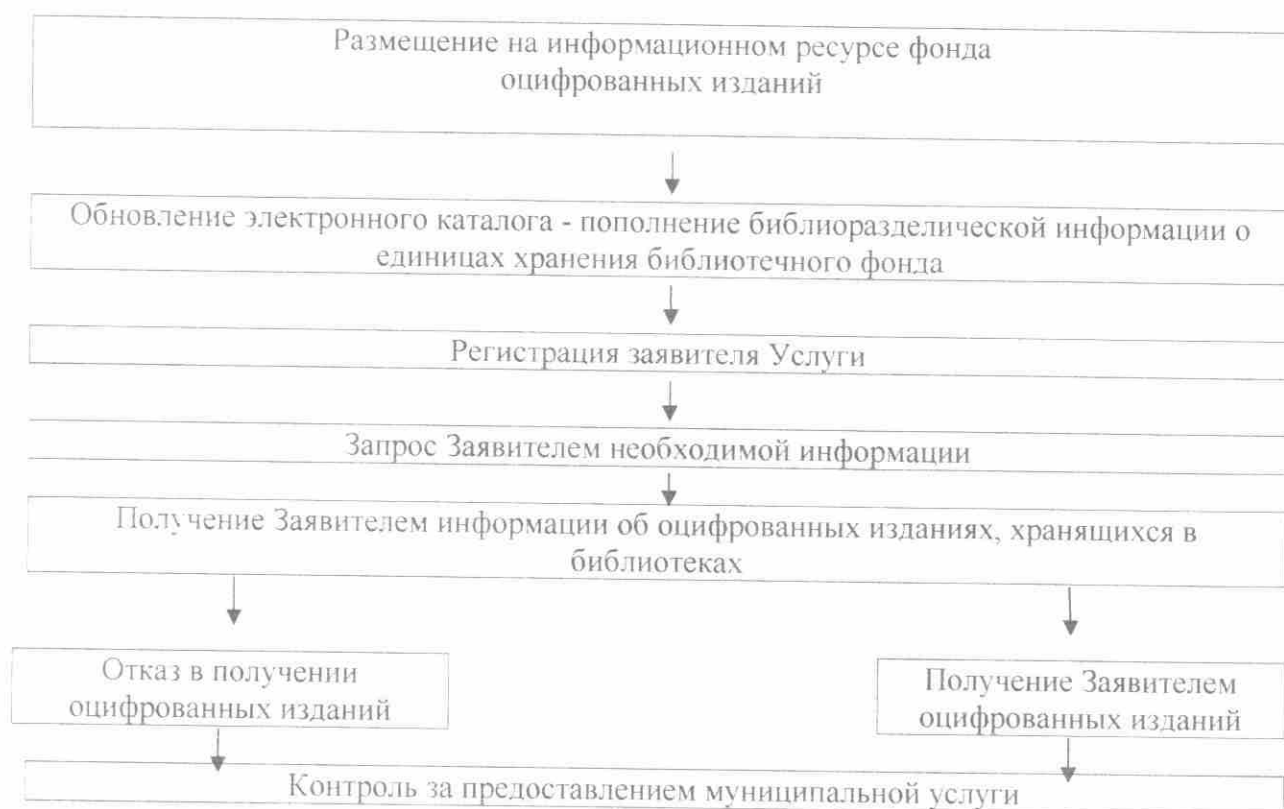 Размещение на информационном ресурсе фонда
оцифрованных изданий
Обновление электронного каталога - пополнение библиоразделической информации о
единицах хранения библиотечного фонда
Регистрация заявителя Услуги
Запрос Заявителем необходимой информации
Получение Заявителем информации об оцифрованных изданиях, хранящихся в
библиотеках
Отказ в получении
оцифрованных изданий
Получение Заявителем
оцифрованных изданий
Контроль за предоставлением муниципальной услуги